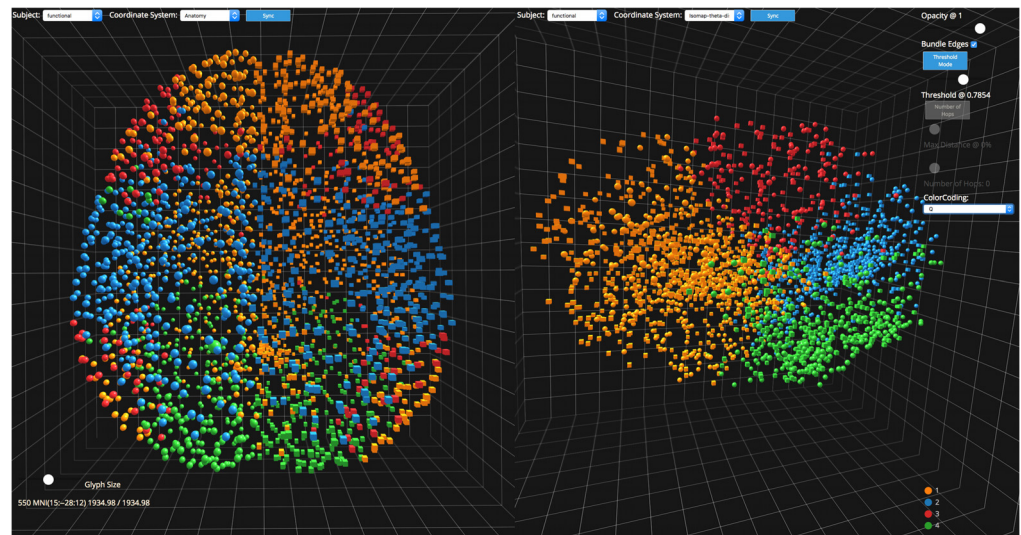 Subject: functional Coordinate System: Anatomy Sync
Subject: functional Coordinate System: Isomap-theta-di Sync
Opacity @ 1
Bundle Edges
Threshold
Mode
Threshold @ 0.7854
Number of
Hops
Max Distance @ 0%
Number of Hops: 0
ColorCoding:
Q
Glyph Size
550 MNI(15:−28:12) 1934.98 / 1934.98
1
2
3
4